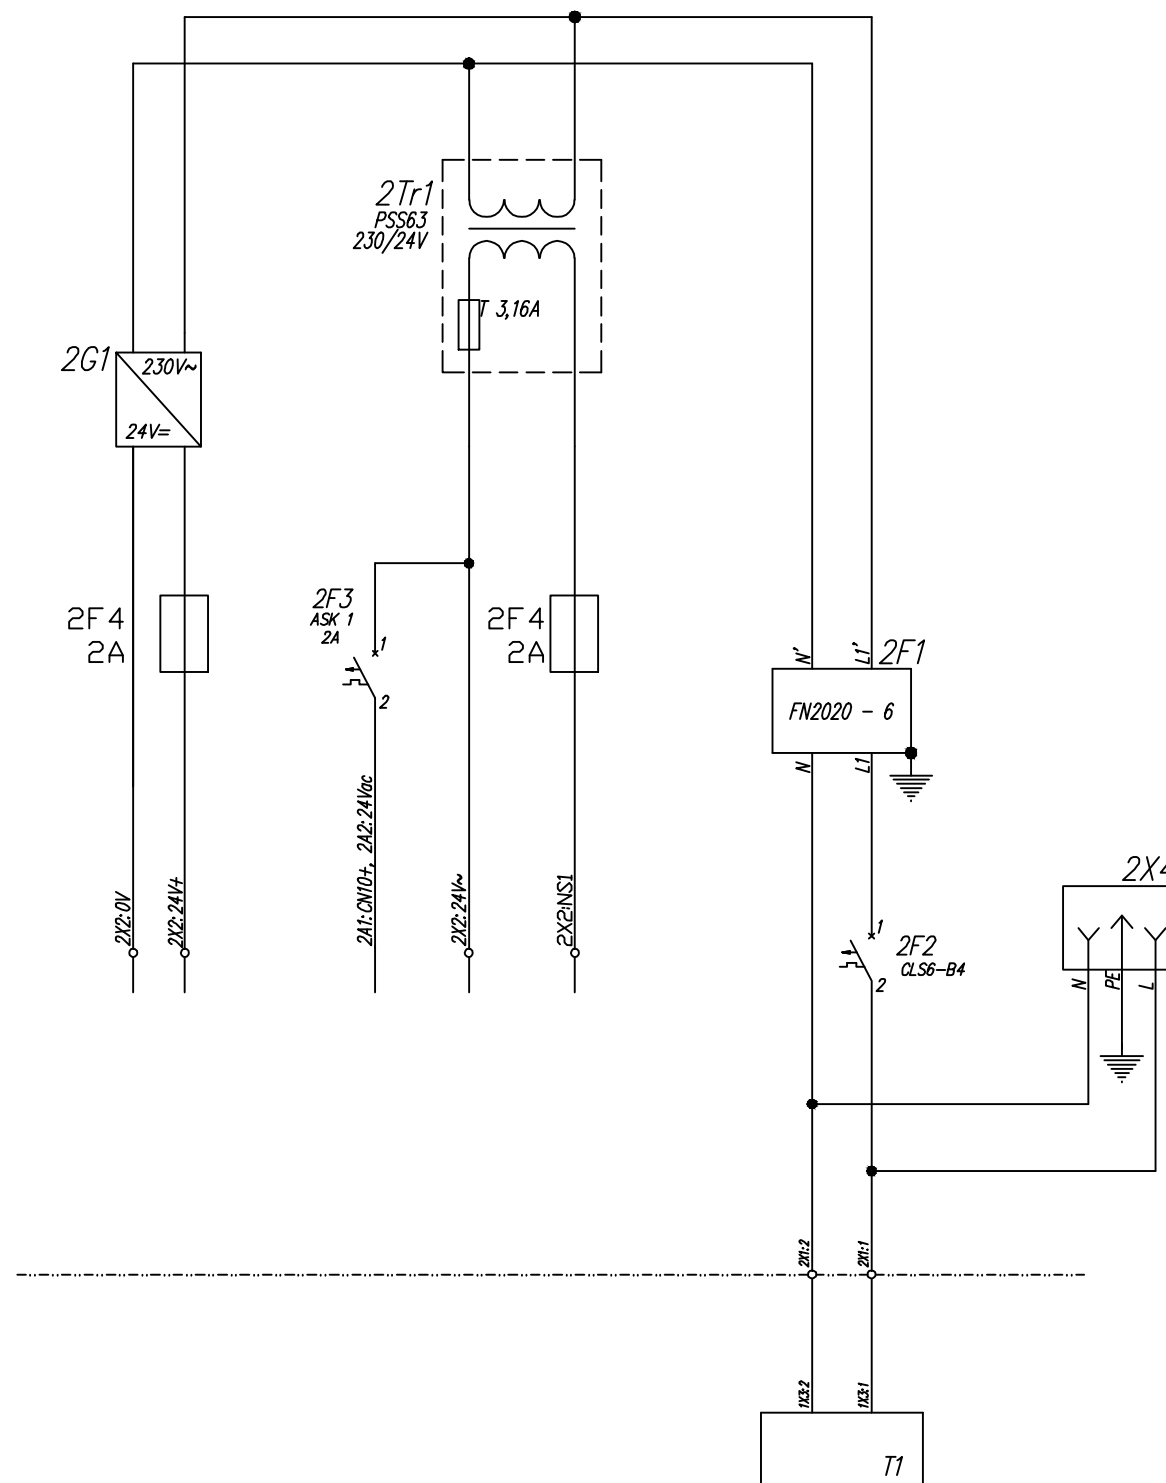 2Tr1
PSS63
230/24V
T 3,16A
2G1
230V~
24V=
2F4
2A
2F3
ASK 1
2A
1
2
2F4
2A
N'
L1'
2F1
FN2020 - 6
N
L1
2X2:0V
2X2:24V+
2A1:CN10+, 2A2:24Vac
2X2:24V~
2X2:NS1
1
2
2F2
CLS6-B4
2X4
N
PE
L
2X1:2
2X1:1
1X3:2
1X3:1
T1